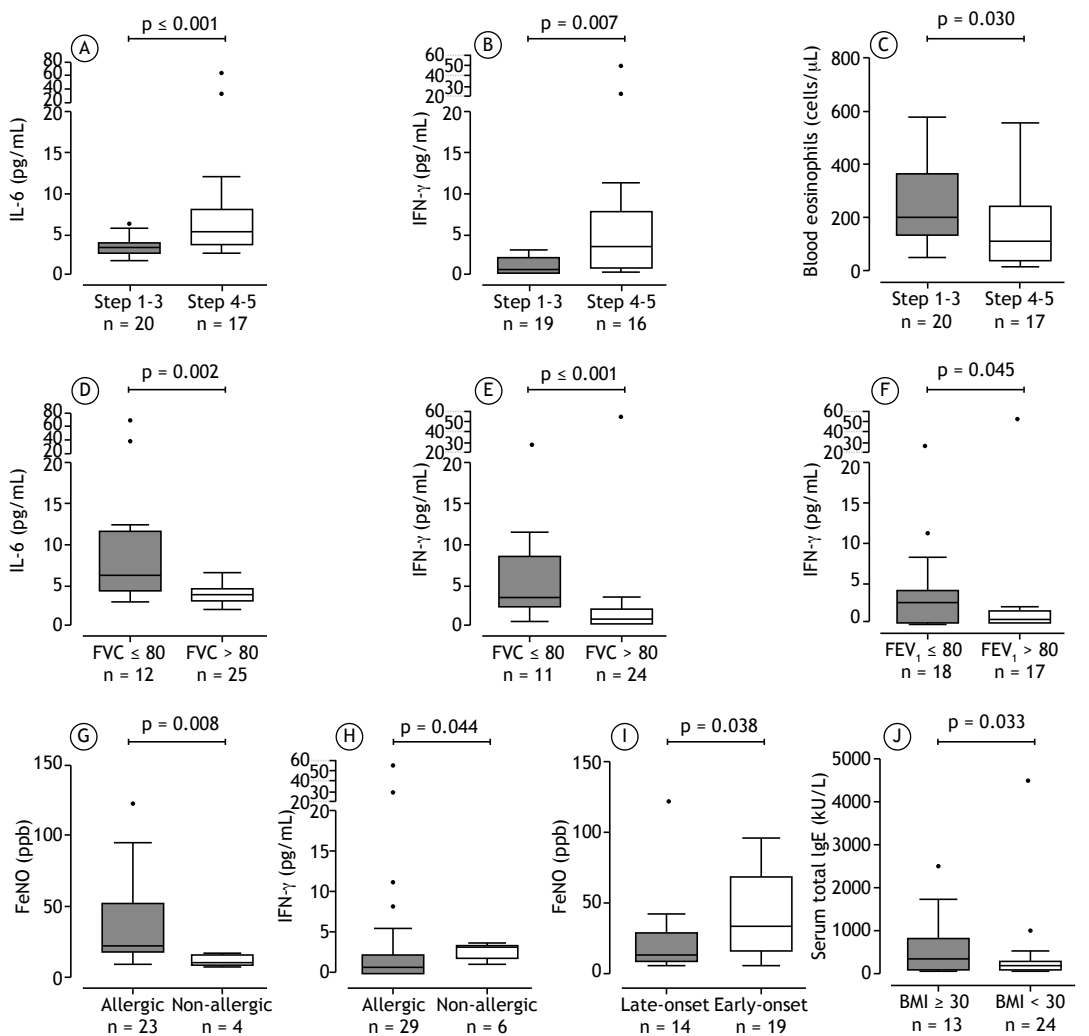 A
p ≤ 0.001
IL-6 (pg/mL)
80
60
40
20
20
15
10
5
0
Step 1-3
n = 20
Step 4-5
n = 17
B
p = 0.007
IFN-γ (pg/mL)
60
50
40
30
20
20
15
10
5
0
Step 1-3
n = 19
Step 4-5
n = 16
C
p = 0.030
Blood eosinophils (cells/µL)
800
600
400
200
0
Step 1-3
n = 20
Step 4-5
n = 17
D
p = 0.002
IL-6 (pg/mL)
80
60
40
20
20
15
10
5
0
FVC ≤ 80
n = 12
FVC > 80
n = 25
E
p ≤ 0.001
IFN-γ (pg/mL)
60
50
40
30
20
20
15
10
5
0
FVC ≤ 80
n = 11
FVC > 80
n = 24
F
p = 0.045
IFN-γ (pg/mL)
60
50
40
30
20
20
15
10
5
0
FEV₁ ≤ 80
n = 18
FEV₁ > 80
n = 17
G
p = 0.008
FeNO (ppb)
150
100
50
0
Allergic
n = 23
Non-allergic
n = 4
H
p = 0.044
IFN-γ (pg/mL)
60
50
40
30
20
20
15
10
5
0
Allergic
n = 29
Non-allergic
n = 6
I
p = 0.038
FeNO (ppb)
150
100
50
0
Late-onset
n = 14
Early-onset
n = 19
J
p = 0.033
Serum total IgE (kU/L)
5000
4000
3000
2000
1000
0
BMI ≥ 30
n = 13
BMI < 30
n = 24